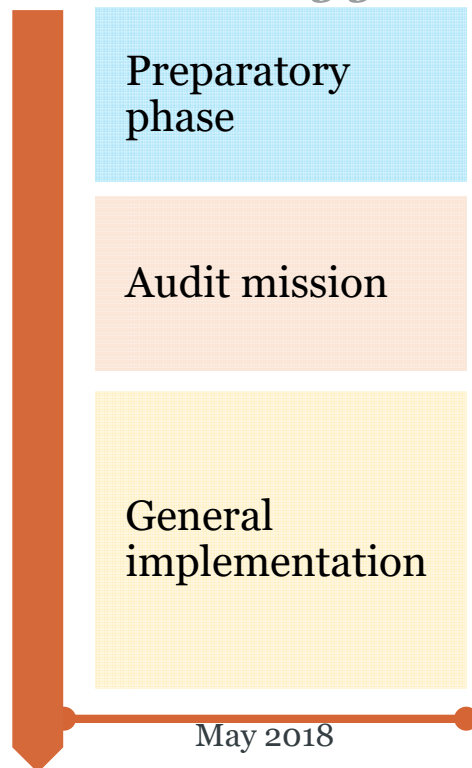 Preparatory
phase
Audit mission
General
implementation
May 2018